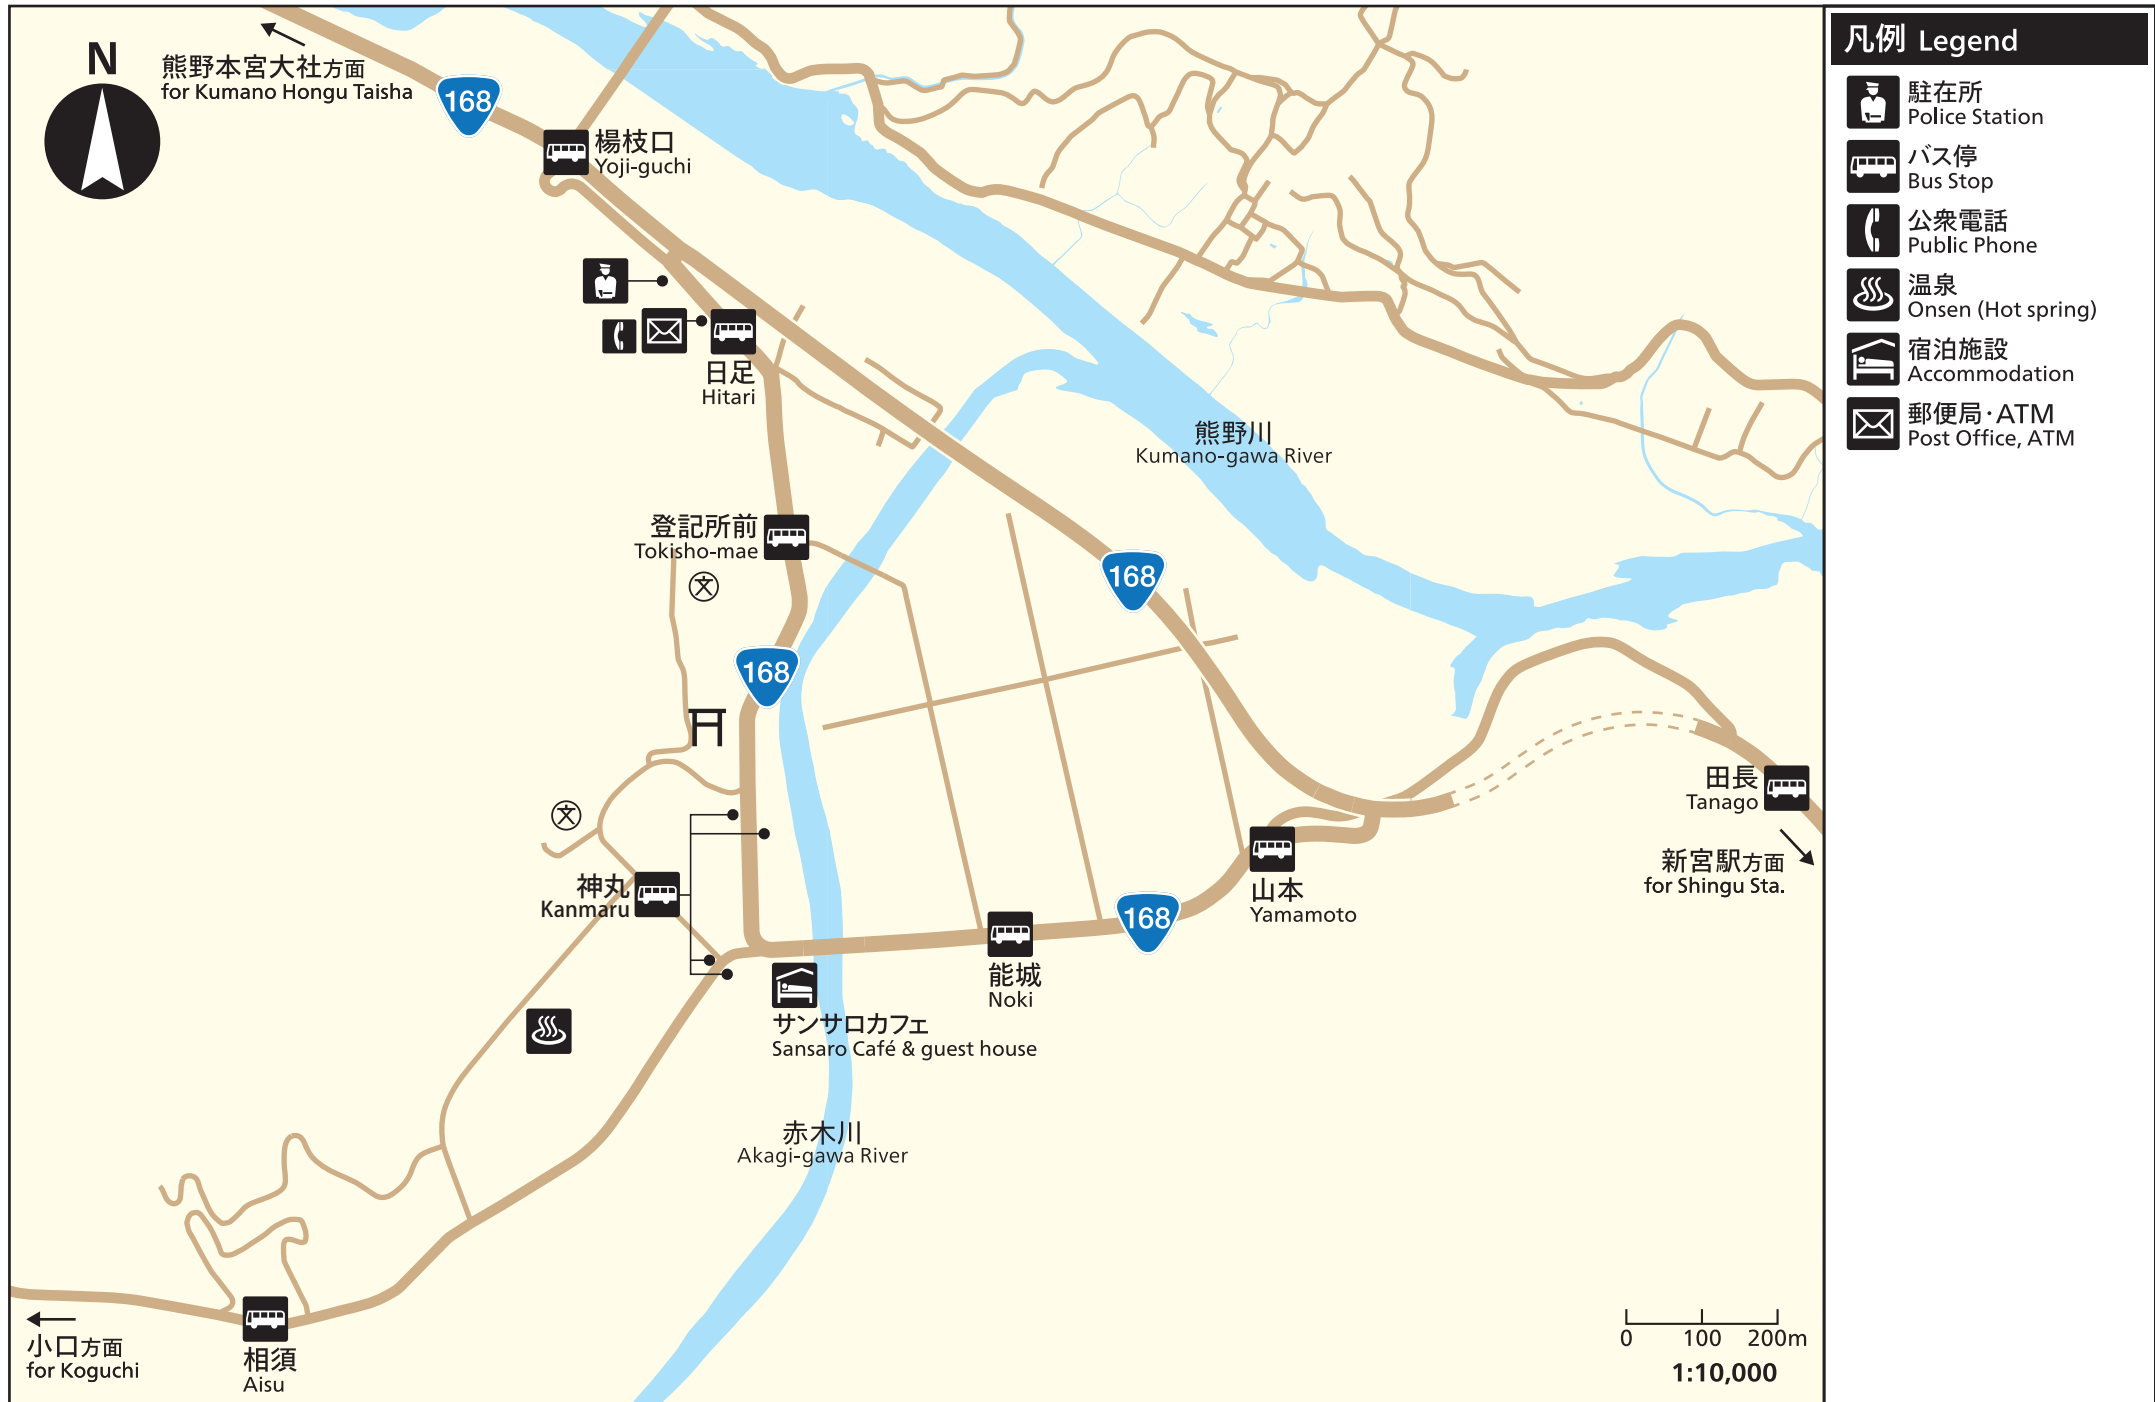 N
熊野本宮大社方面
for Kumano Hongu Taisha
168
楊枝口
Yoji-guchi
日足
Hitari
熊野川
Kumano-gawa River
登記所前
Tokisho-mae
文
168
168
文
田長
Tanago
新宮駅方面
for Shingu Sta.
神丸
Kanmaru
山本
Yamamoto
168
能城
Noki
サンサロカフェ
Sansaro Café & guest house
赤木川
Akagi-gawa River
小口方面
for Koguchi
相須
Aisu
0 100 200m
1:10,000
凡例 Legend
駐在所
Police Station
バス停
Bus Stop
公衆電話
Public Phone
温泉
Onsen (Hot spring)
宿泊施設
Accommodation
郵便局・ATM
Post Office, ATM